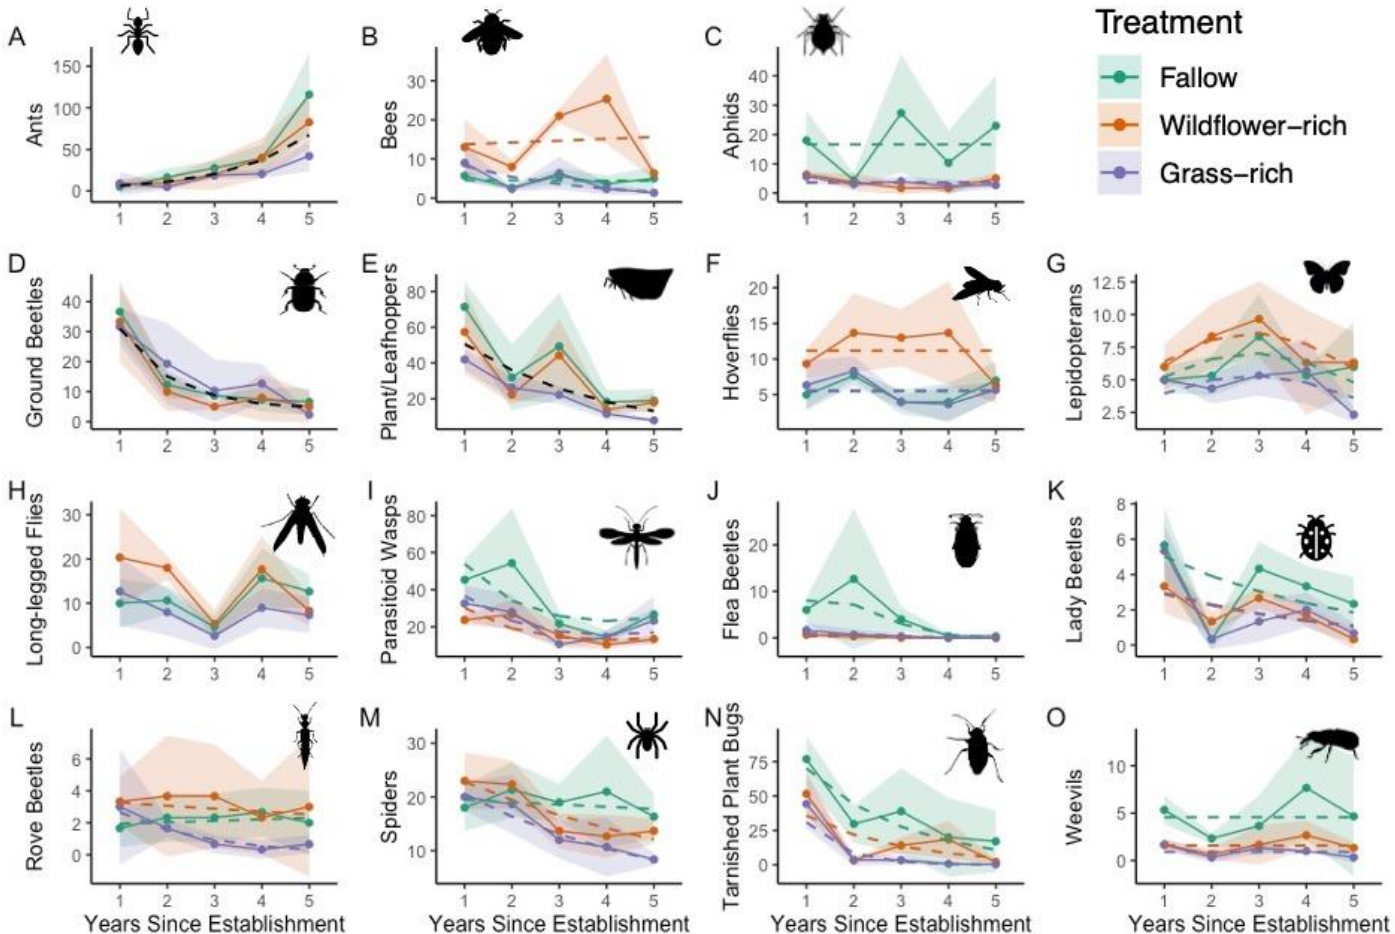 A
B
C
Treatment
Fallow
Wildflower-rich
Grass-rich
Ants
150
100
50
0
1 2 3 4 5
Bees
30
20
10
0
1 2 3 4 5
Aphids
40
30
20
10
0
1 2 3 4 5
D
E
F
G
Ground Beetles
40
30
20
10
0
1 2 3 4 5
Plant/Leafhoppers
80
60
40
20
1 2 3 4 5
Hoverflies
20
15
10
5
1 2 3 4 5
Lepidopterans
12.5
10.0
7.5
5.0
2.5
1 2 3 4 5
H
I
J
K
Long-legged Flies
30
20
10
0
1 2 3 4 5
Parasitoid Wasps
80
60
40
20
1 2 3 4 5
Flea Beetles
20
10
0
1 2 3 4 5
Lady Beetles
8
6
4
2
0
1 2 3 4 5
L
M
N
O
Rove Beetles
6
4
2
0
1 2 3 4 5
Years Since Establishment
Spiders
30
20
10
1 2 3 4 5
Years Since Establishment
Tarnished Plant Bugs
75
50
25
0
1 2 3 4 5
Years Since Establishment
Weevils
10
5
0
1 2 3 4 5
Years Since Establishment